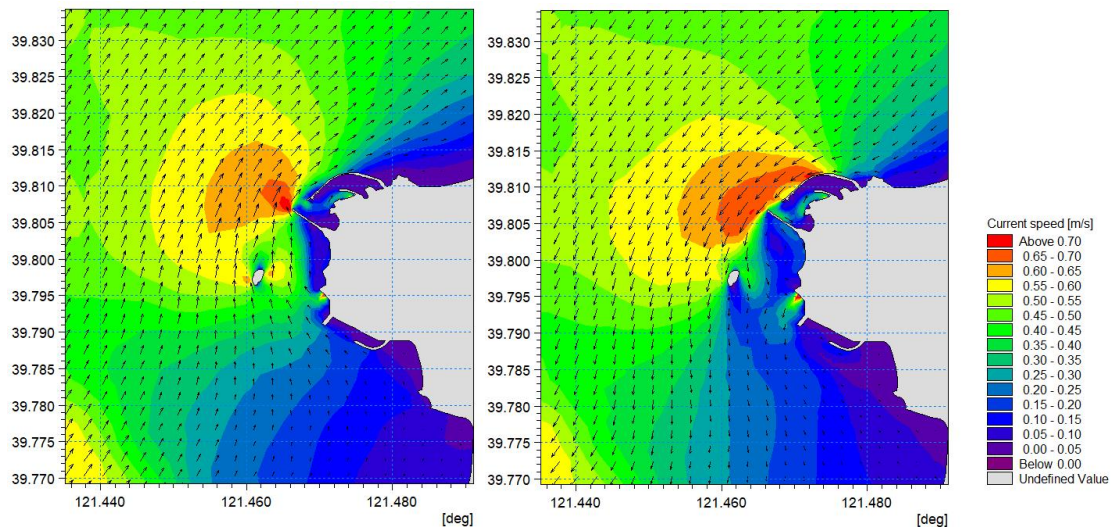 39.835
39.830
39.825
39.820
39.815
39.810
39.805
39.800
39.795
39.790
39.785
39.780
39.775
39.770
121.440 121.460 121.480
[deg]
39.830
39.825
39.820
39.815
39.810
39.805
39.800
39.795
39.790
39.785
39.780
39.775
39.770
121.440 121.460 121.480
[deg]
Current speed [m/s]
Above 0.70
0.65 - 0.70
0.60 - 0.65
0.55 - 0.60
0.50 - 0.55
0.45 - 0.50
0.40 - 0.45
0.35 - 0.40
0.30 - 0.35
0.25 - 0.30
0.20 - 0.25
0.15 - 0.20
0.10 - 0.15
0.05 - 0.10
0.00 - 0.05
Below 0.00
Undefined Value